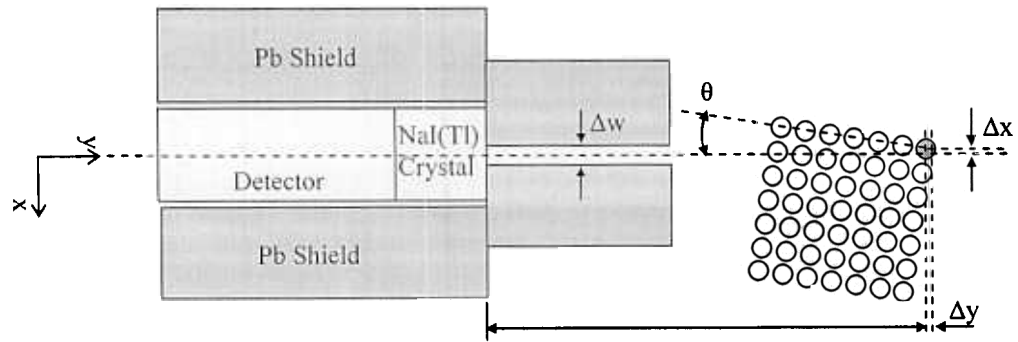 Pb Shield
θ
Δx
y
NaI(Tl)
Δw
Crystal
Detector
x
Pb Shield
Δy